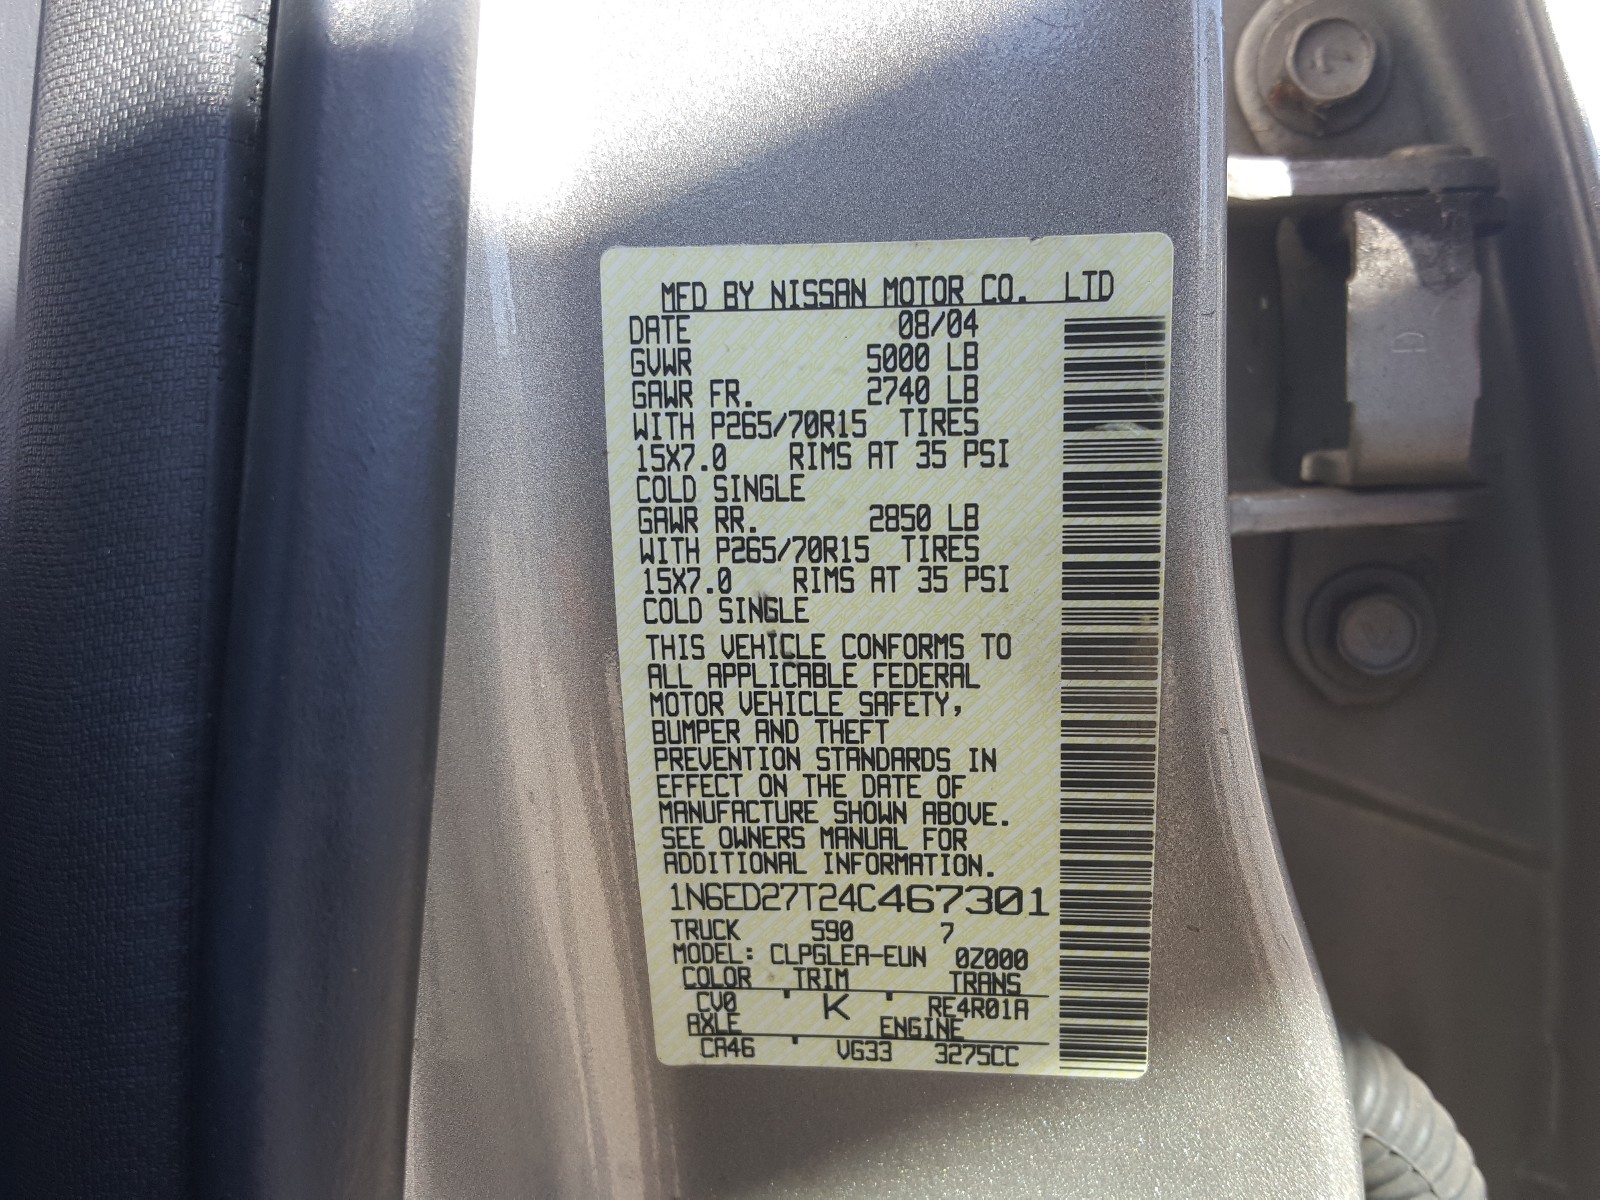 MFD BY NISSAN MOTOR CO. LTD
DATE 08/04
GVWR 5000 LB
GAWR FR. 2740 LB
WITH P265/70R15 TIRES
15X7.0 RIMS AT 35 PSI
COLD SINGLE
GAWR RR. 2850 LB
WITH P265/70R15 TIRES
15X7.0 RIMS AT 35 PSI
COLD SINGLE
THIS VEHICLE CONFORMS TO
ALL APPLICABLE FEDERAL
MOTOR VEHICLE SAFETY,
BUMPER AND THEFT
PREVENTION STANDARDS IN
EFFECT ON THE DATE OF
MANUFACTURE SHOWN ABOVE.
SEE OWNERS MANUAL FOR
ADDITIONAL INFORMATION.
1N6ED27T24C467301
TRUCK 590 7
MODEL: CLPGLEA-EUN 0Z000
COLOR TRIM TRANS
CV0 K RE4R01A
AXLE ENGINE
CA46 VG33 3275CC